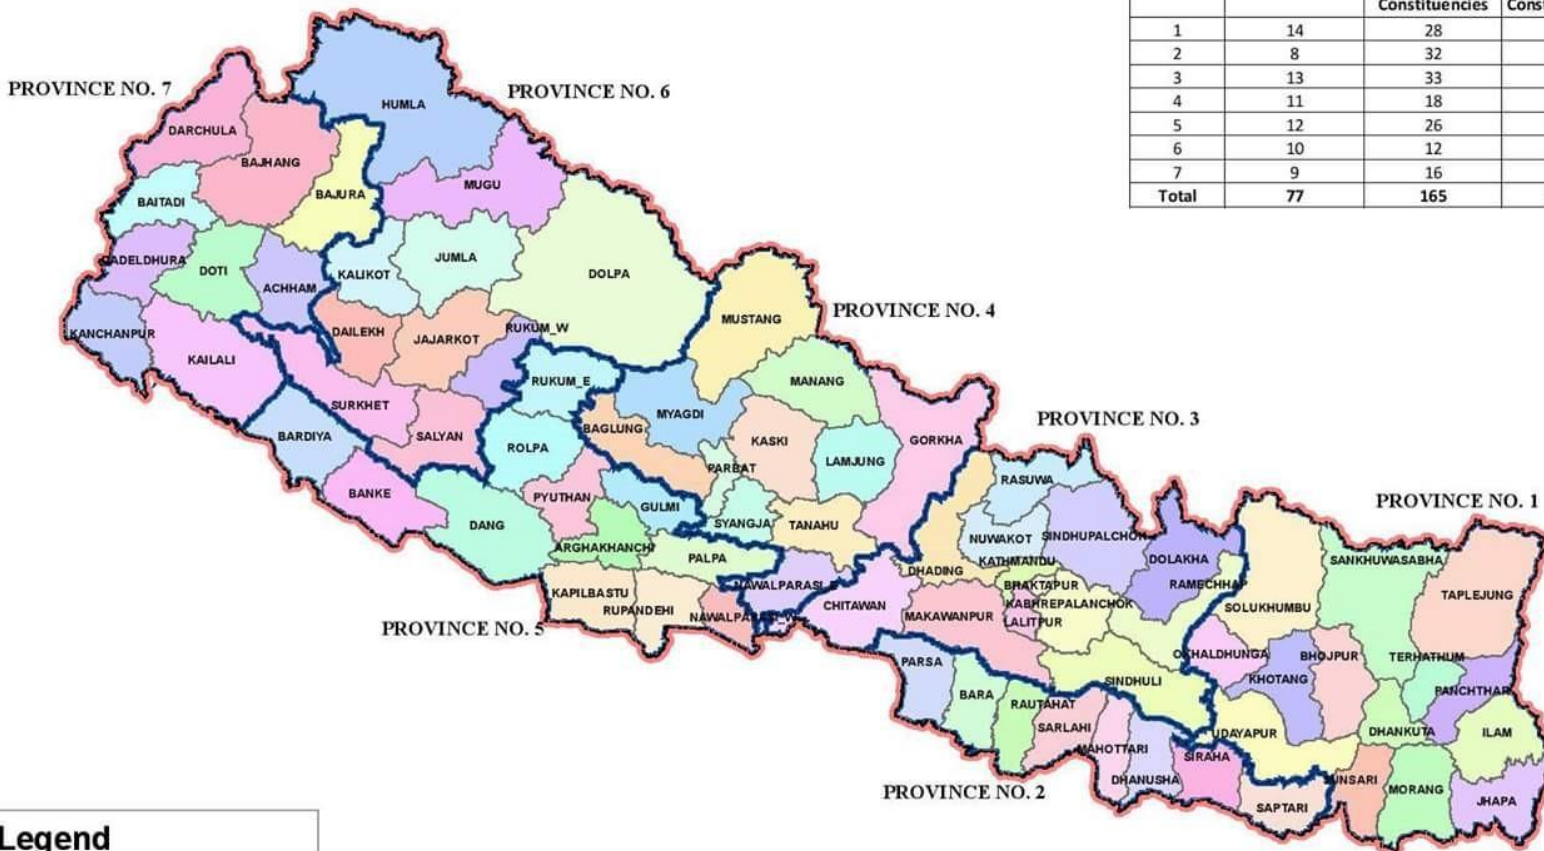 Constituencies
1 14 28
2 8 32
3 13 33
4 11 18
5 12 26
6 10 12
7 9 16
Total 77 165
PROVINCE NO. 7
PROVINCE NO. 6
HUMLA
DARCHULA
BAJHANG
MUGU
BAJURA
BAITADI
JUMLA
DADELDHURA
DOTI
KALIKOT
DOLPA
ACHHAM
PROVINCE NO. 4
MUSTANG
KANCHANPUR
DAILEKH
RUKUM_W
JAJARKOT
KAILALI
RUKUM_E
MANANG
SURKHET
MYAGDI
PROVINCE NO. 3
BAGLUNG
BARDIYA
SALYAN
ROLPA
KASKI
GORKHA
LAMJUNG
PARBAT
RASUWA
BANKE
PYUTHAN
GULMI
PROVINCE NO. 1
DANG
SYANGJA
TANAHU
NUWAKOT
SINDHUPALCHOK
ARGHAKHANCHI
PALPA
KATHMANDU
DOLAKHA
SANKHUWASABHA
DHADING
NAWALPARASI_E
BHAKTAPUR
RAMECHHAP
KAPILBASTU
RUPANDEHI
NAWALPARASI_W
CHITAWAN
MAKAWANPUR
KABHREPALANCHOK
LALITPUR
SOLUKHUMBU
TAPLEJUNG
PROVINCE NO. 5
PARSA
OKHALDHUNGA
BHOJPUR
TERHATHUM
SINDHULI
KHOTANG
PANCHTHAR
BARA
RAUTAHAT
SARLAHI
UDAYAPUR
DHANKUTA
ILAM
MAHOTTARI
SIRAHA
DHANUSHA
SUNSARI
MORANG
PROVINCE NO. 2
SAPTARI
JHAPA
Legend